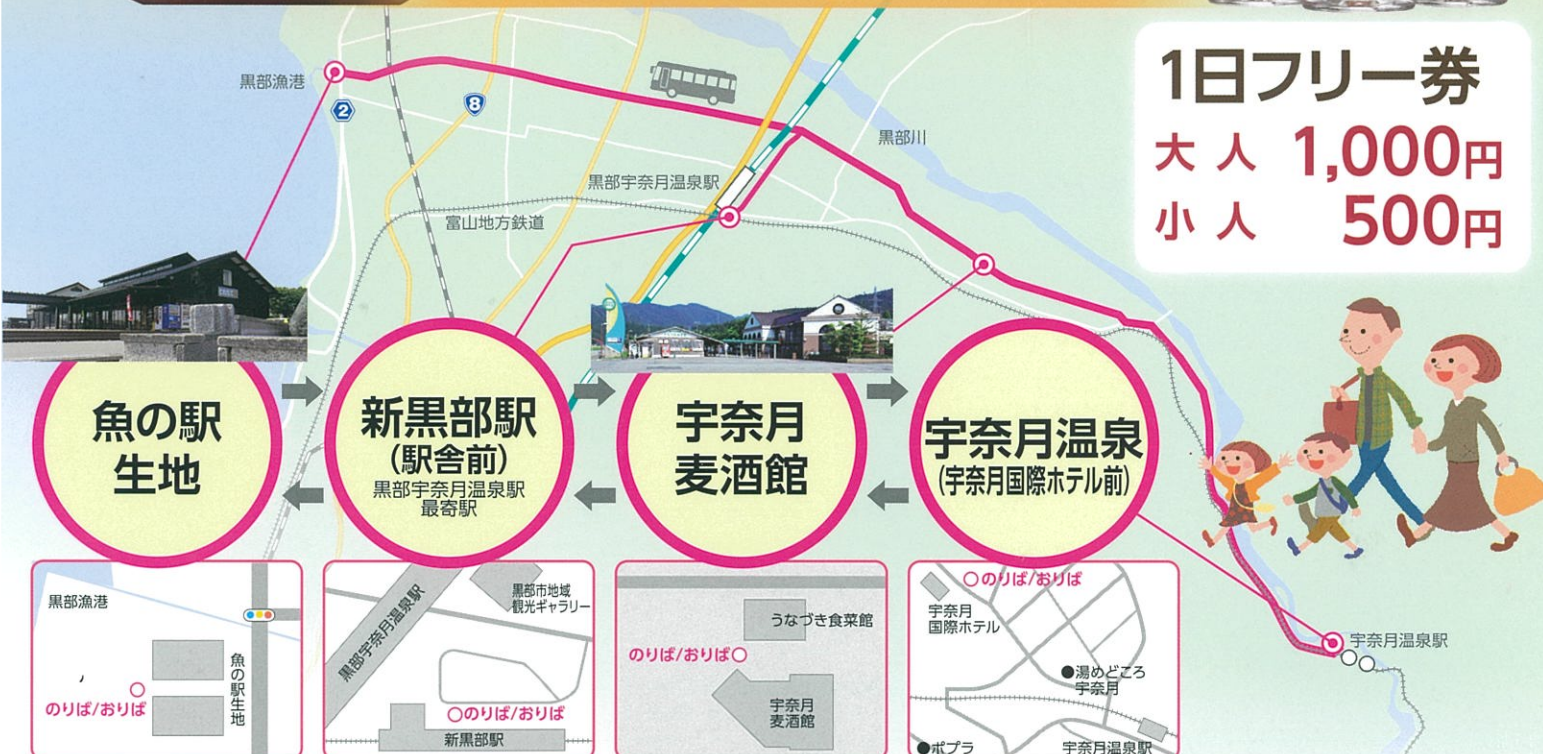 1日フリー券
大人 1,000円
小人 500円
黒部漁港
2
8
黒部川
黒部宇奈月温泉駅
富山地方鉄道
魚の駅
生地
新黒部駅
(駅舎前)
黒部宇奈月温泉駅
最寄駅
宇奈月
麦酒館
宇奈月温泉
(宇奈月国際ホテル前)
宇奈月温泉駅
黒部漁港
魚の駅生地
のりば/おりば
黒部宇奈月温泉駅
黒部市地域
観光ギャラリー
のりば/おりば
新黒部駅
うなづき食菜館
のりば/おりば
宇奈月
麦酒館
のりば/おりば
宇奈月
国際ホテル
湯めどころ
宇奈月
ポプラ
宇奈月温泉駅